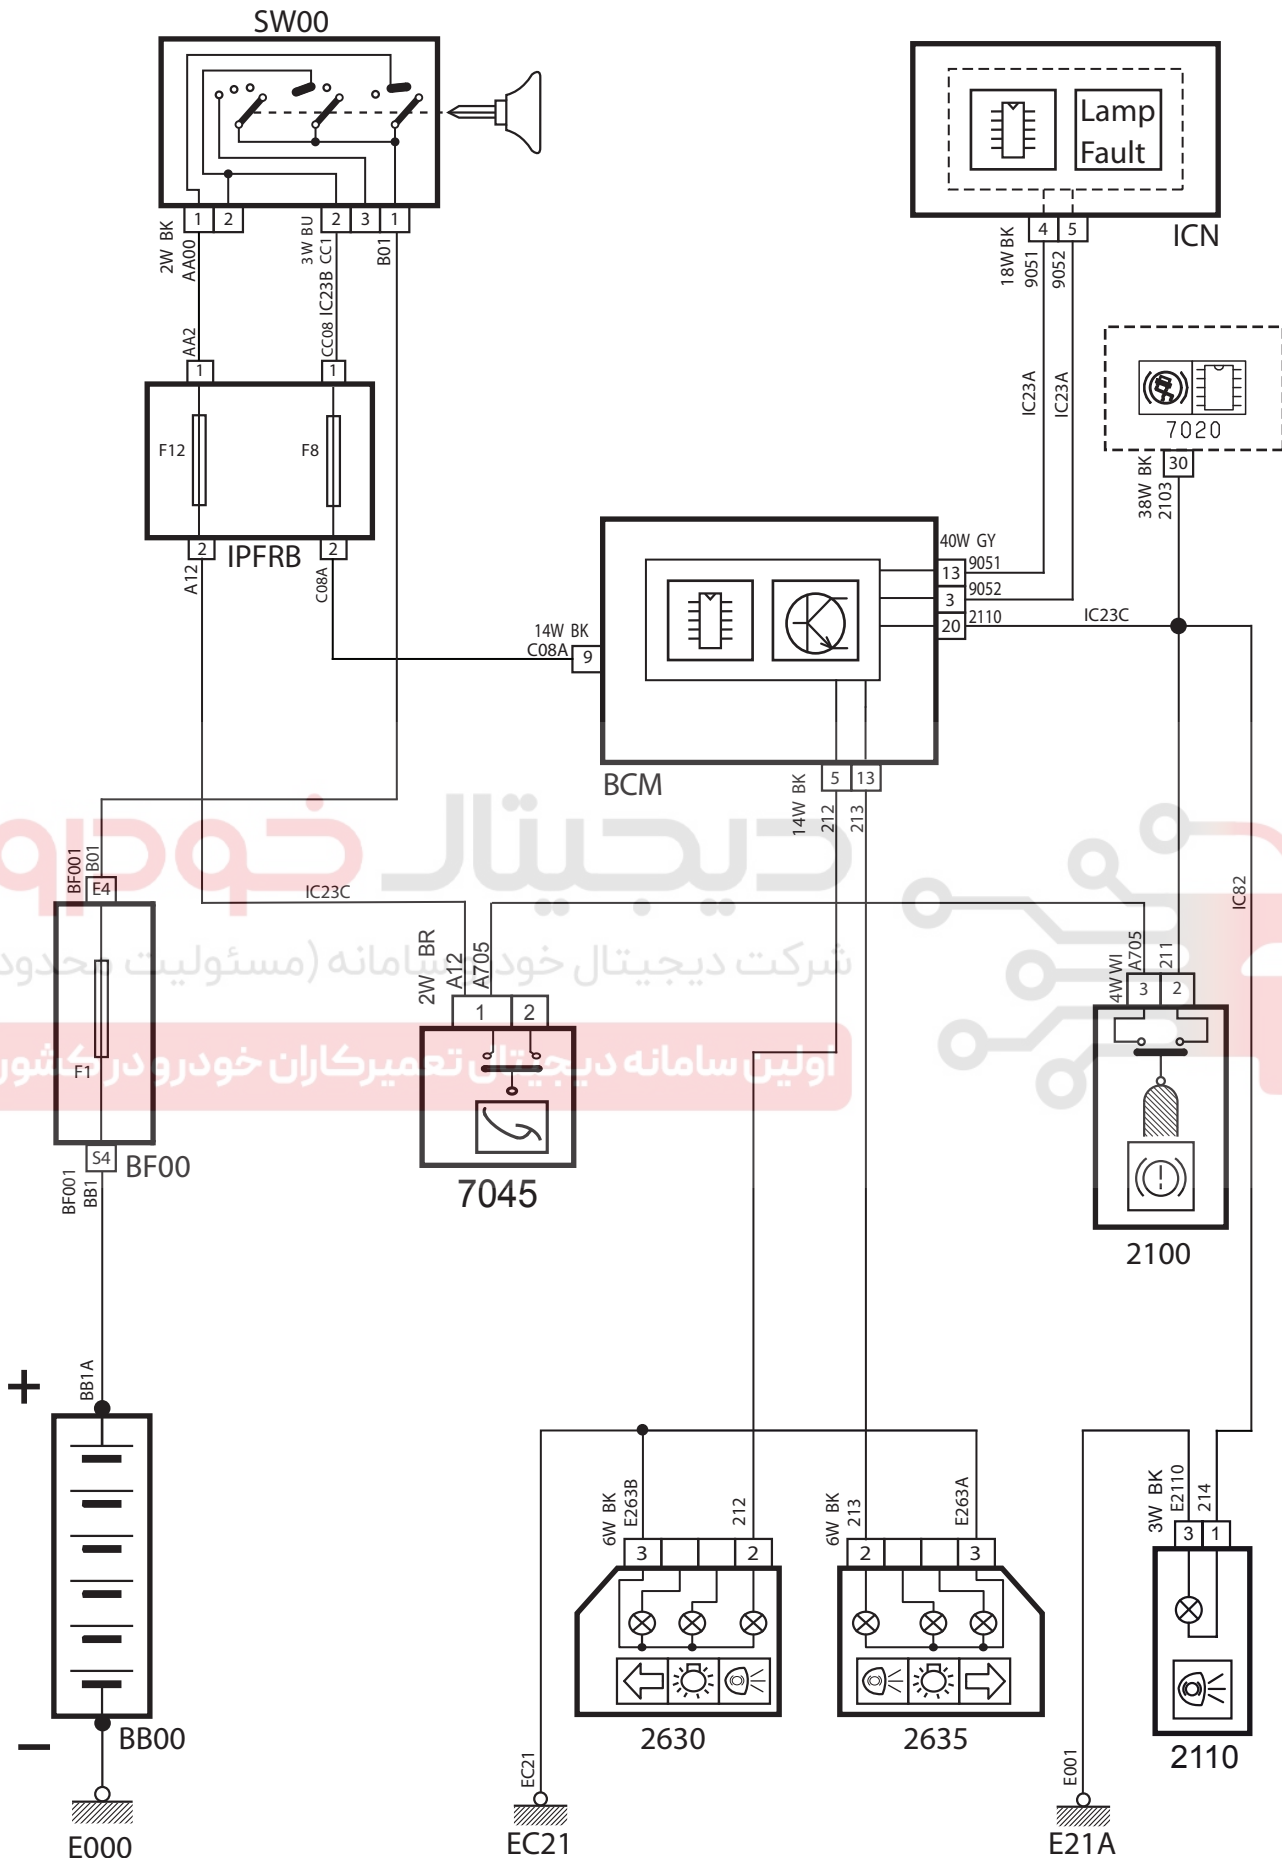 SW00
Lamp
Fault
ICN
1
2
2
3
1
2W BK
AA00
3W BU
CC1
B01
IC23B
AA2
CC08
4
5
18W BK
9051
9052
IC23A
IC23A
1
1
F12
F8
2
2
IPFRB
A12
C08A
7020
30
38W BK
2103
40W GY
13
9051
3
9052
20
2110
IC23C
14W BK
C08A
9
BCM
5
13
14W BK
212
213
دیجیتال خودرو
BF001
B01
E4
IC23C
IC82
شرکت دیجیتال خودرو سامانه (مسئولیت محدود
2W BR
A12
A705
4W WI
A705
211
1
2
3
2
اولین سامانه دیجیتال تعمیرکاران خودرو در کشور
F1
S4
BF00
BF001
BB1
7045
2100
+
BB1A
6W BK
E263B
212
6W BK
213
E263A
3W BK
E2110
214
3
2
2
3
3
1
−
BB00
2630
2635
2110
EC21
E001
E000
EC21
E21A